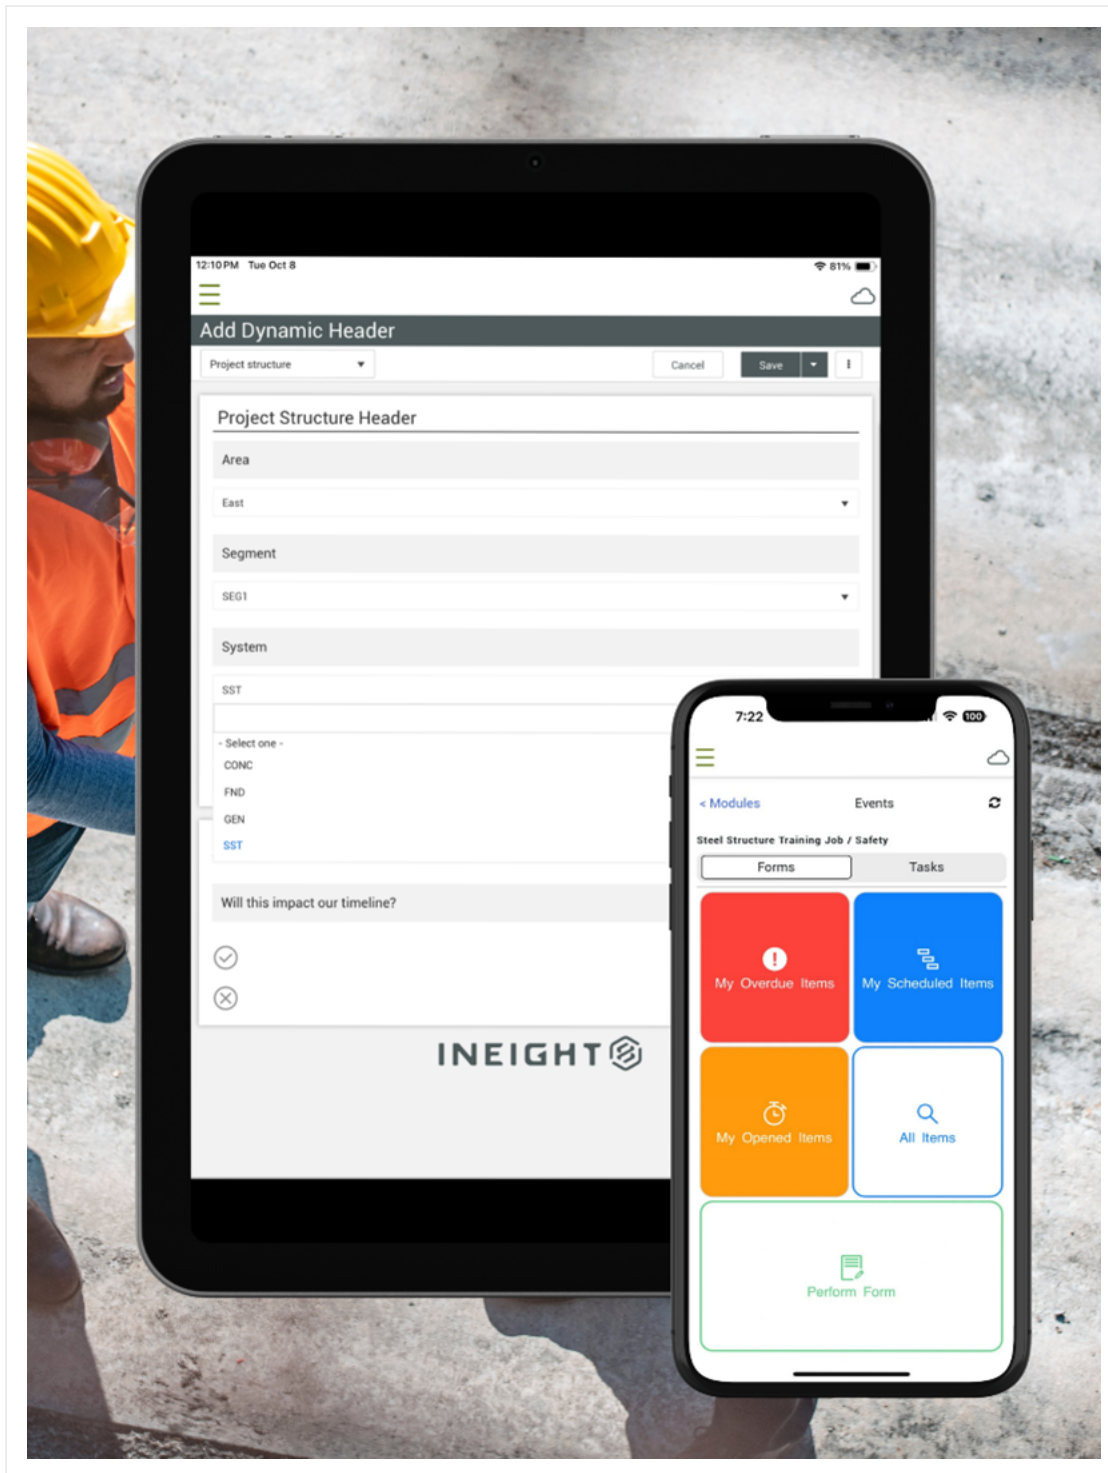 12:10 PM Tue Oct 8
81%
Add Dynamic Header
Project structure
Cancel
Save
Project Structure Header
Area
East
Segment
SEG1
System
SST
- Select one -
CONC
FND
GEN
SST
Will this impact our timeline?
INEIGHT
7:22
100
< Modules
Events
Steel Structure Training Job / Safety
Forms
Tasks
My Overdue Items
My Scheduled Items
My Opened Items
All Items
Perform Form